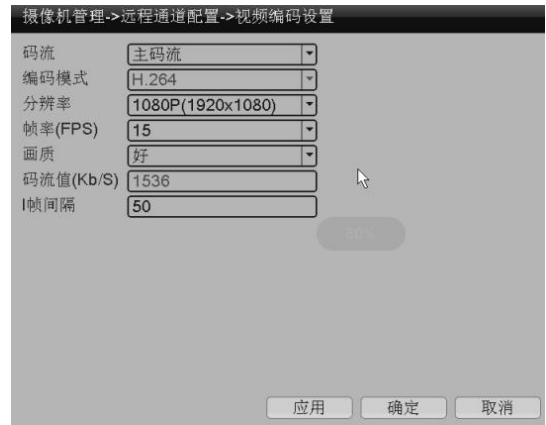 摄像机管理->远程通道配置->视频编码设置
码流 主码流
编码模式 H.264
分辨率 1080P(1920x1080)
帧率(FPS) 15
画质 好
码流值(Kb/S) 1536
I帧间隔 50
80%
应用 确定 取消